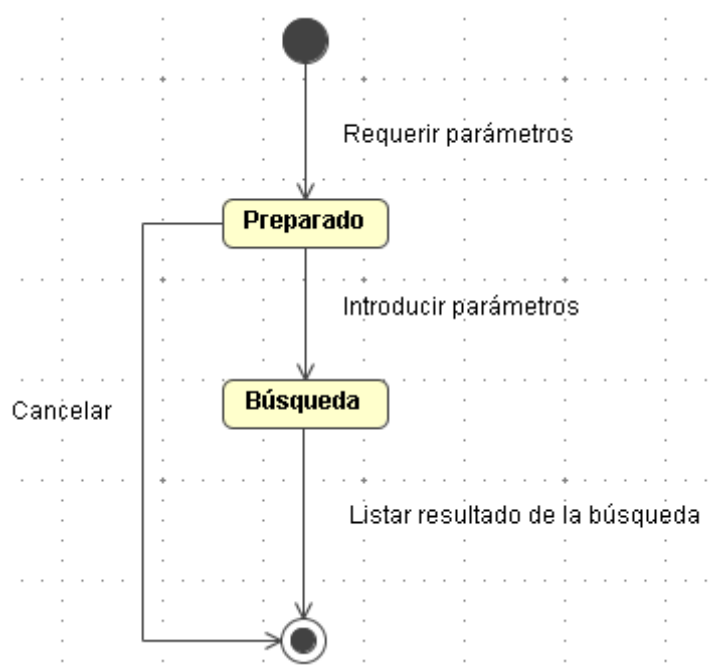 Requerir parámetros
Preparado
Introducir parámetros
Búsqueda
Cancelar
Listar resultado de la búsqueda